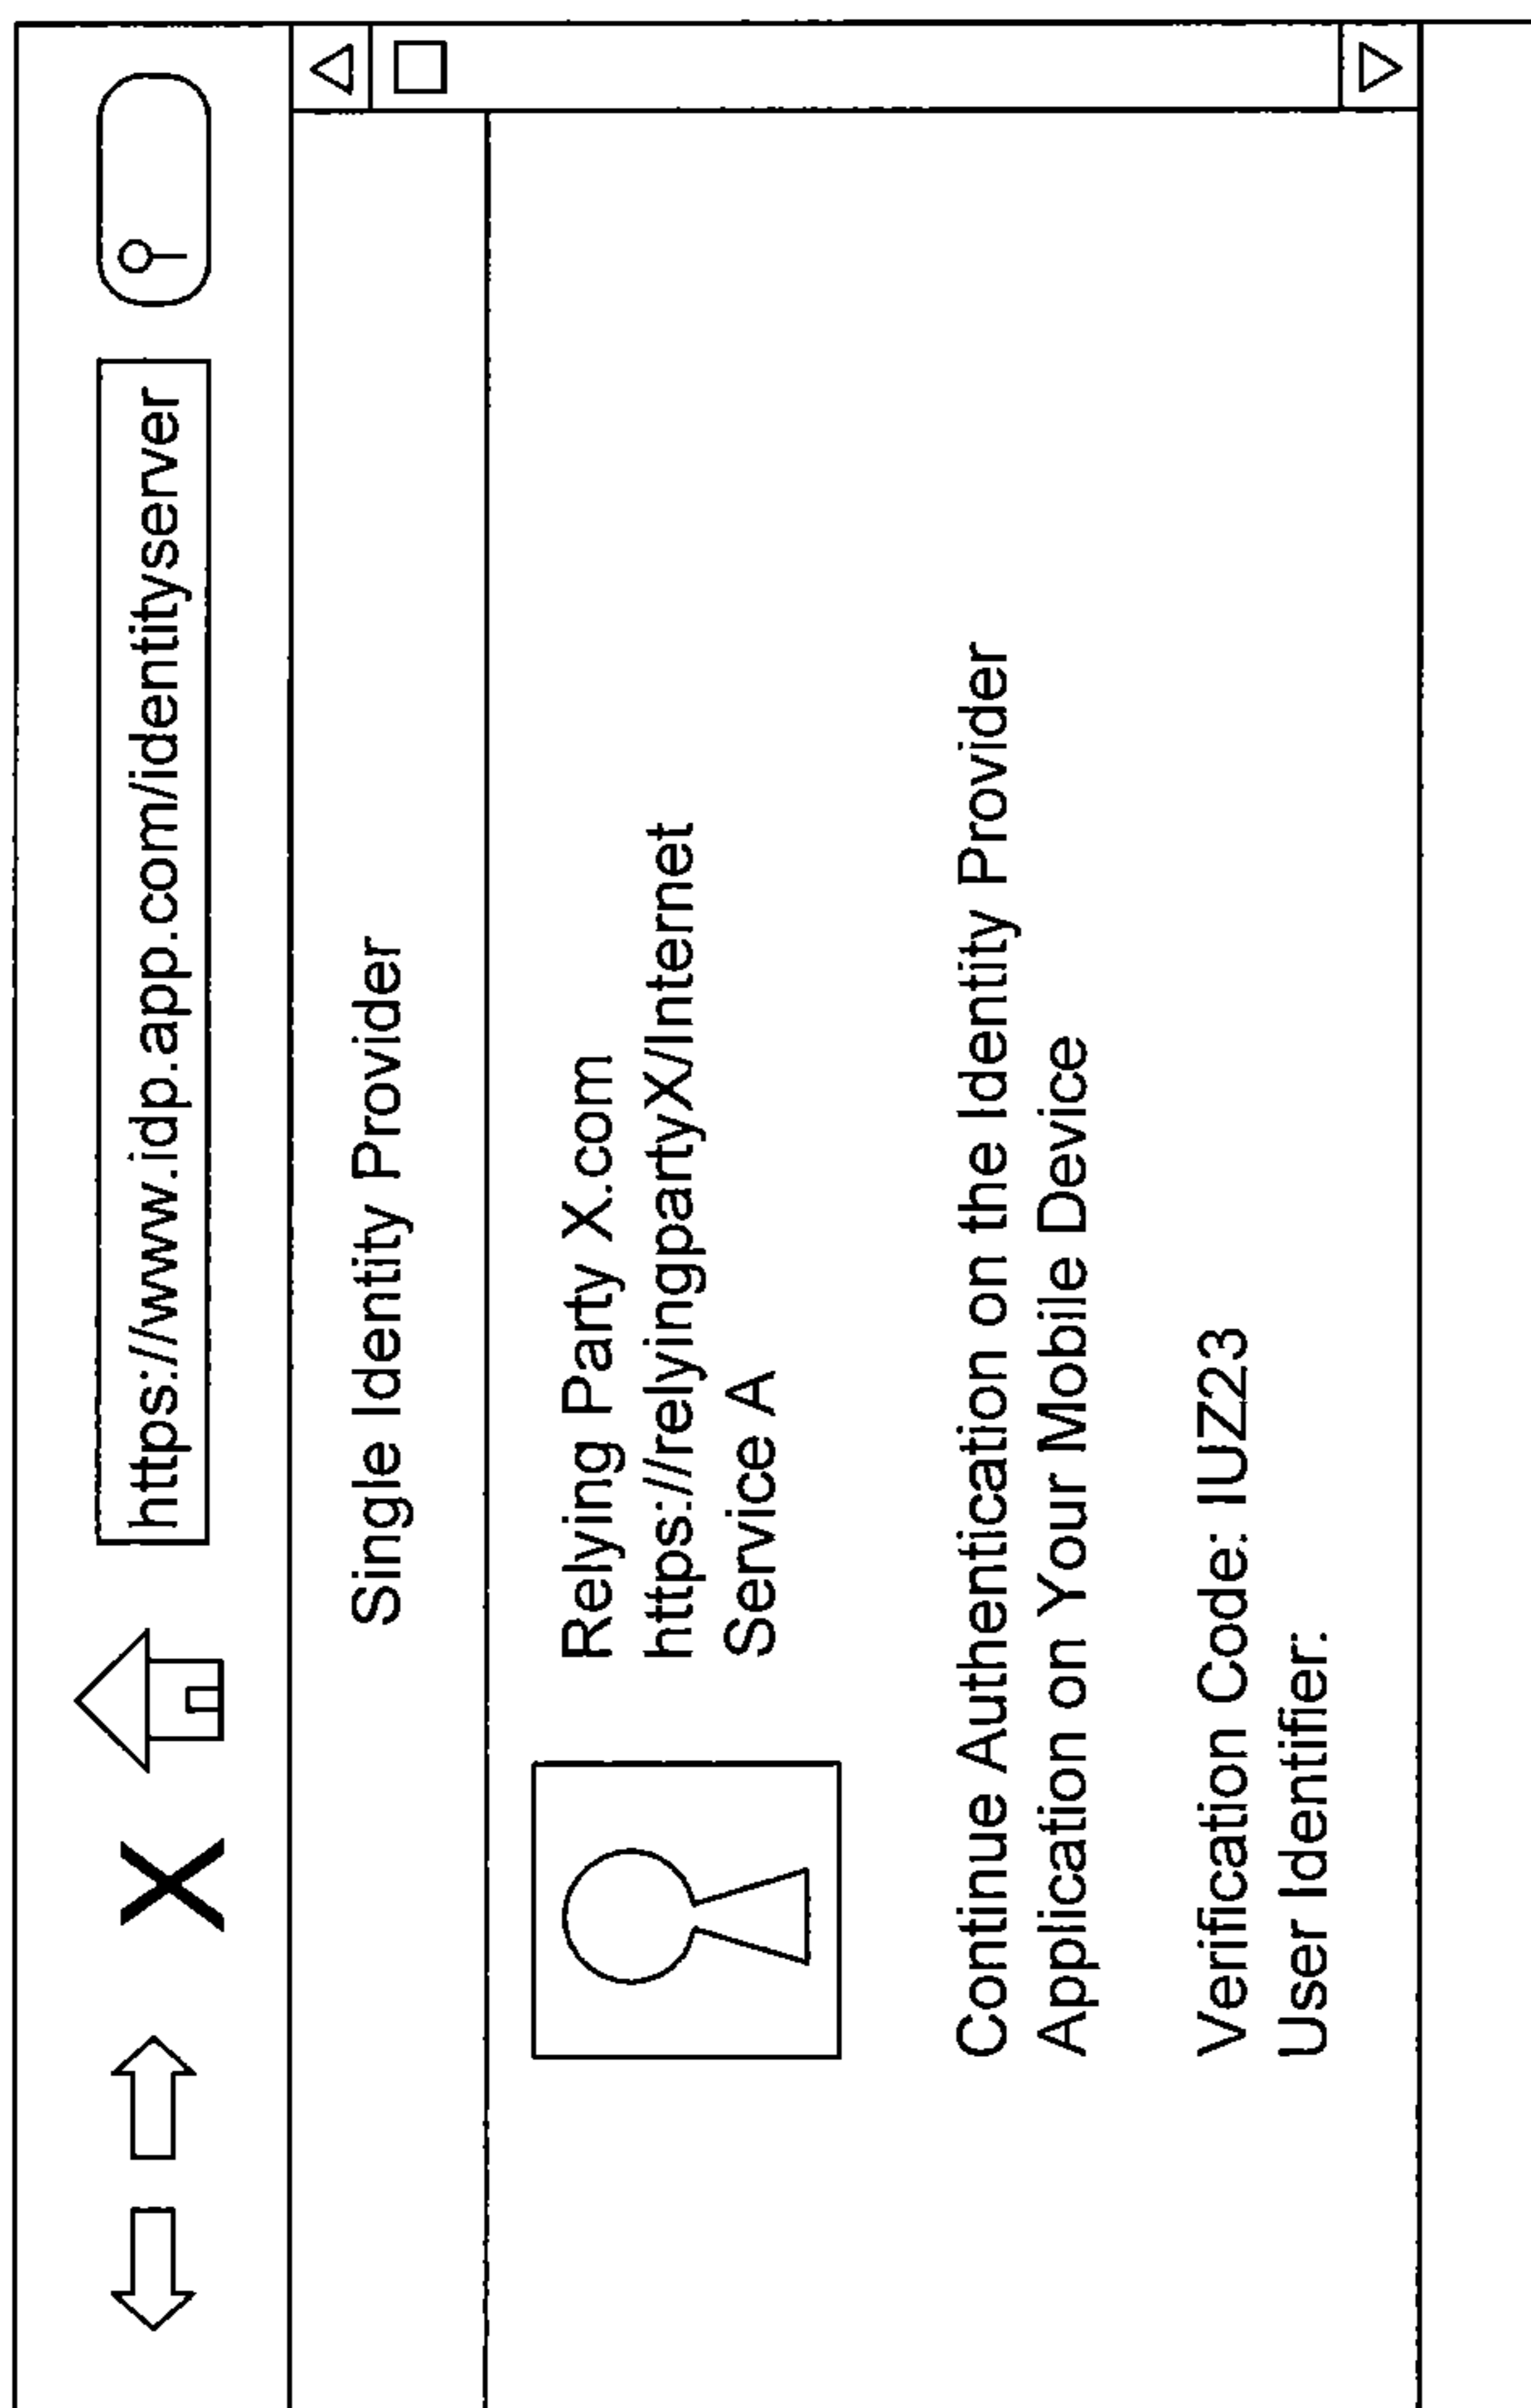 https://www.idp.app.com/identityserver
Single Identity Provider
Relying Party X.com
https://relyingpartyX/Internet
Service A
Continue Authentication on the Identity Provider
Application on Your Mobile Device
Verification Code: IUZ23
User Identifier: